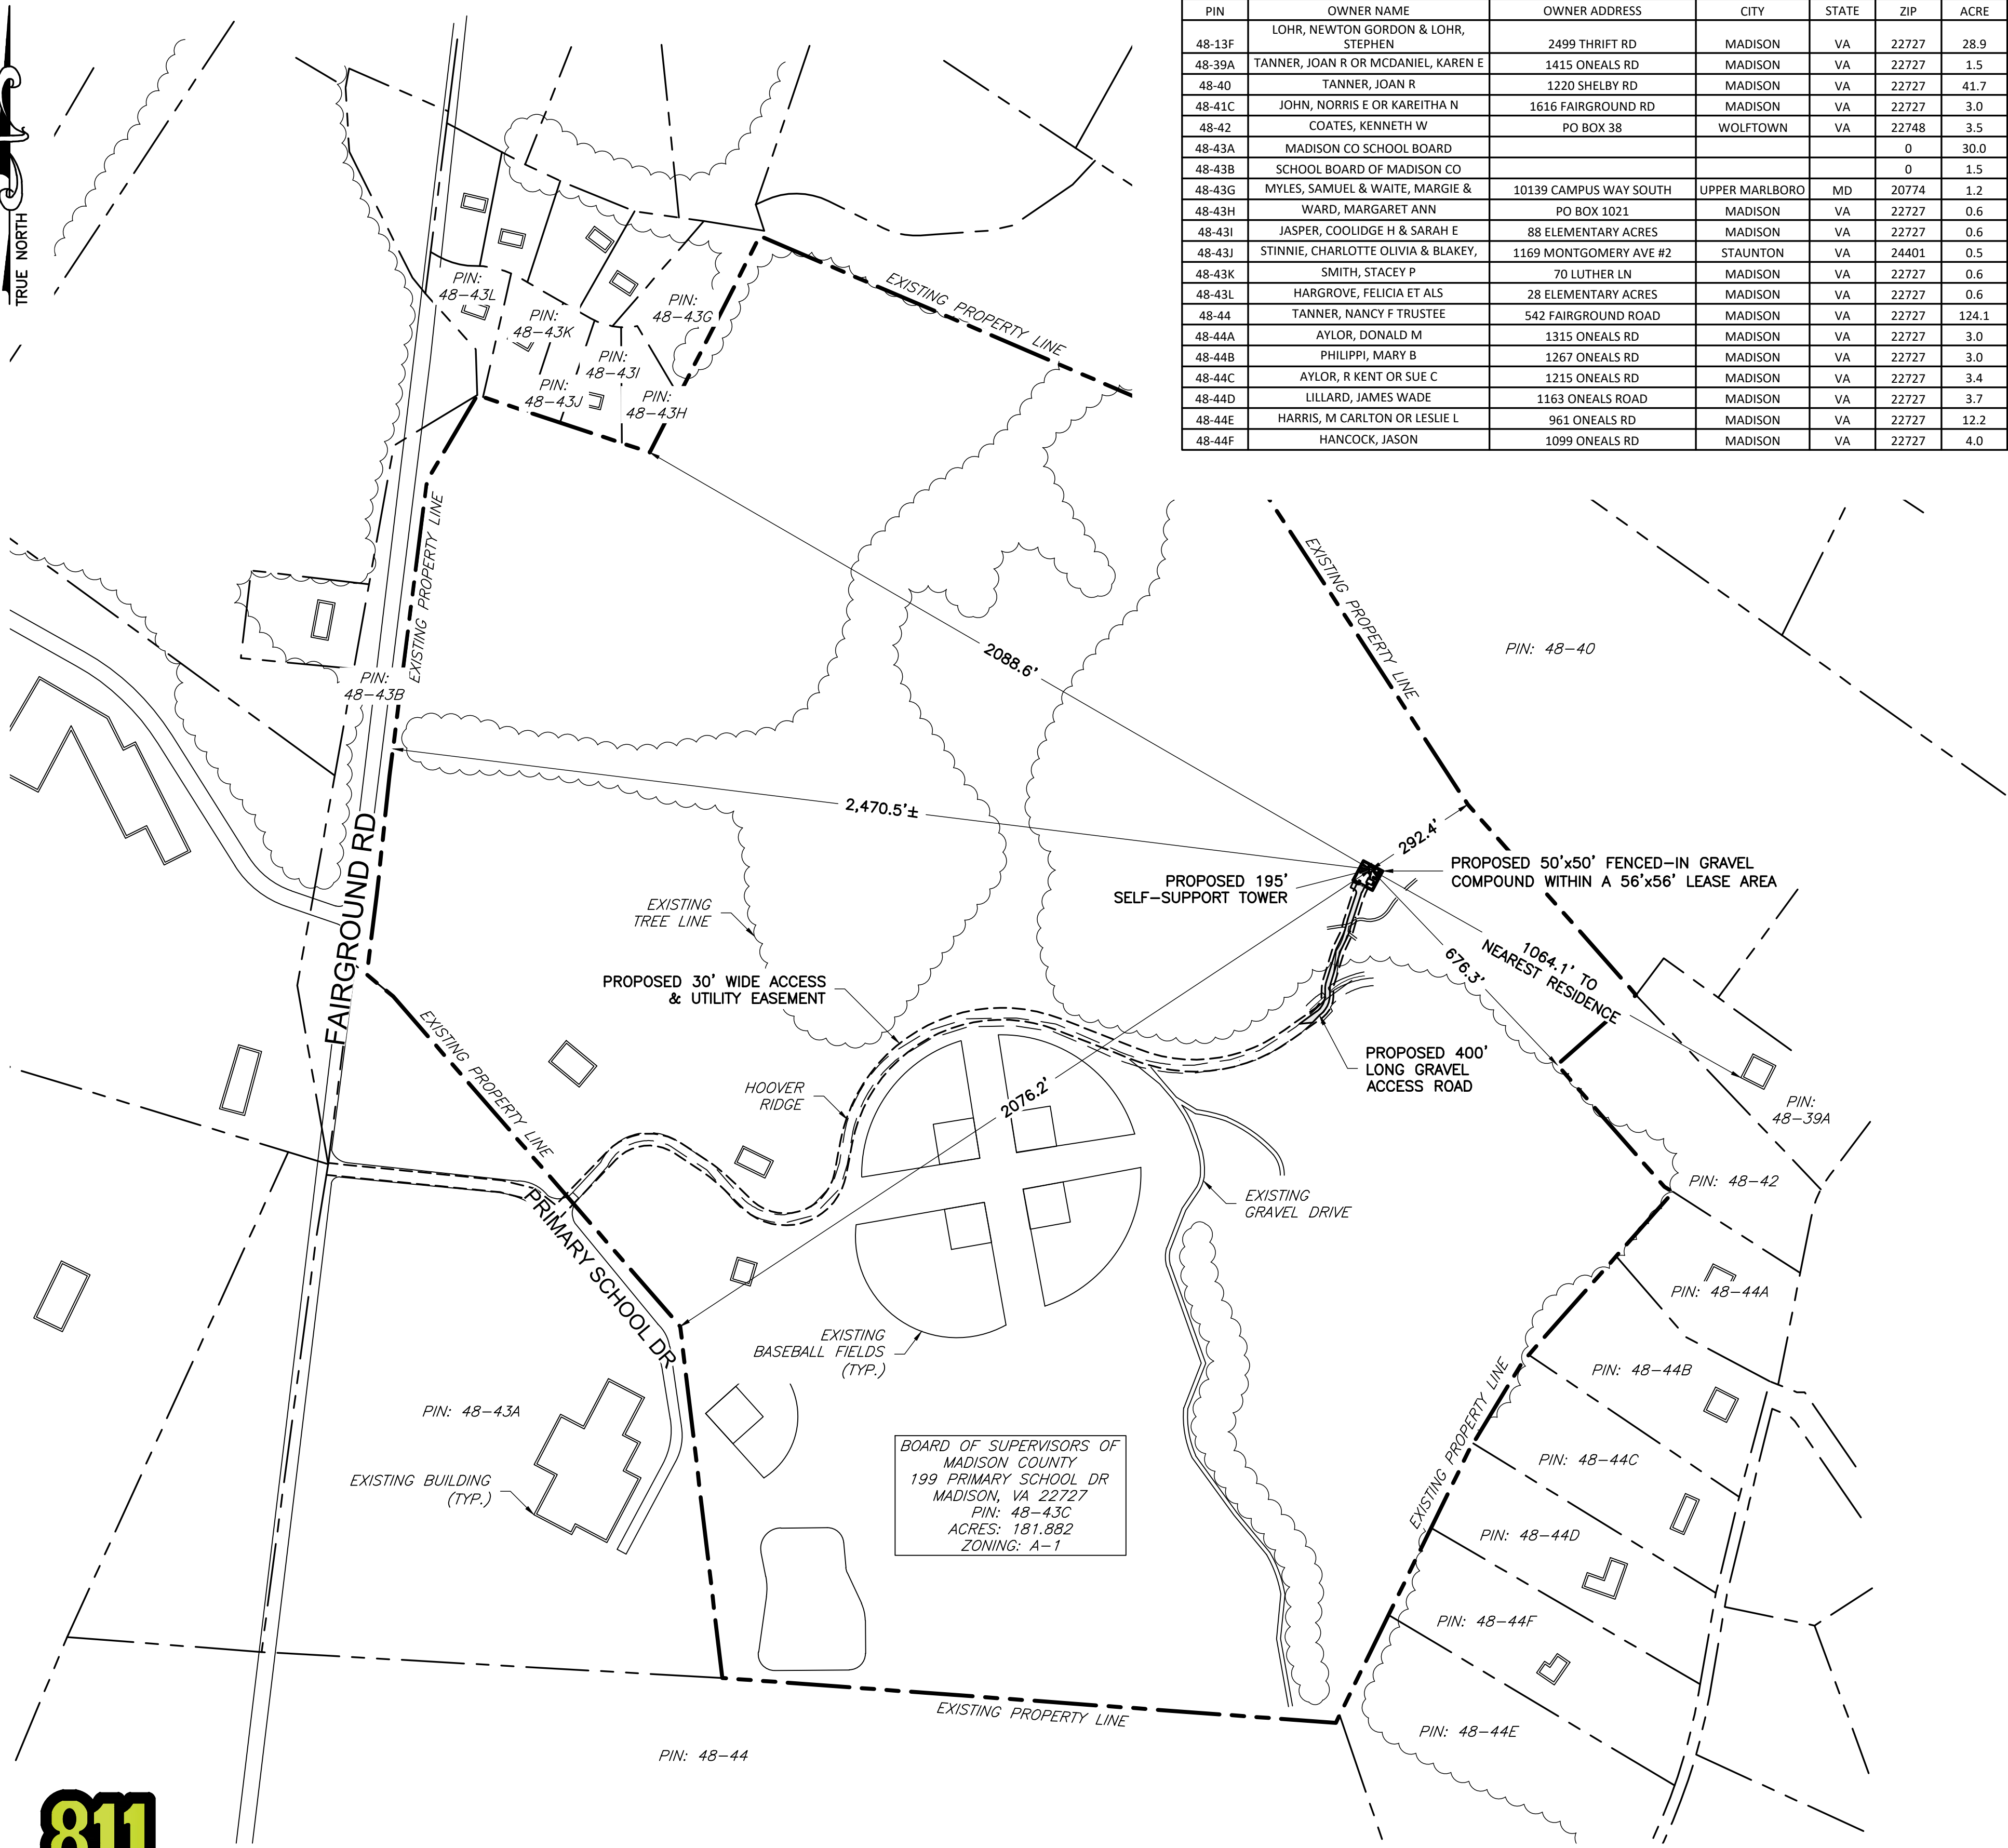 TRUE NORTH
PIN OWNER NAME OWNER ADDRESS CITY STATE ZIP ACRE
48-13F LOHR, NEWTON GORDON & LOHR, STEPHEN 2499 THRIFT RD MADISON VA 22727 28.9
48-39A TANNER, JOAN R OR MCDANIEL, KAREN E 1415 ONEALS RD MADISON VA 22727 1.5
48-40 TANNER, JOAN R 1220 SHELBY RD MADISON VA 22727 41.7
48-41C JOHN, NORRIS E OR KAREITHA N 1616 FAIRGROUND RD MADISON VA 22727 3.0
48-42 COATES, KENNETH W PO BOX 38 WOLFTOWN VA 22748 3.5
48-43A MADISON CO SCHOOL BOARD 0 30.0
48-43B SCHOOL BOARD OF MADISON CO 0 1.5
48-43G MYLES, SAMUEL & WAITE, MARGIE & 10139 CAMPUS WAY SOUTH UPPER MARLBORO MD 20774 1.2
48-43H WARD, MARGARET ANN PO BOX 1021 MADISON VA 22727 0.6
48-43I JASPER, COOLIDGE H & SARAH E 88 ELEMENTARY ACRES MADISON VA 22727 0.6
48-43J STINNIE, CHARLOTTE OLIVIA & BLAKEY, 1169 MONTGOMERY AVE #2 STAUNTON VA 24401 0.5
48-43K SMITH, STACEY P 70 LUTHER LN MADISON VA 22727 0.6
48-43L HARGROVE, FELICIA ET ALS 28 ELEMENTARY ACRES MADISON VA 22727 0.6
48-44 TANNER, NANCY F TRUSTEE 542 FAIRGROUND ROAD MADISON VA 22727 124.1
48-44A AYLOR, DONALD M 1315 ONEALS RD MADISON VA 22727 3.0
48-44B PHILIPPI, MARY B 1267 ONEALS RD MADISON VA 22727 3.0
48-44C AYLOR, R KENT OR SUE C 1215 ONEALS RD MADISON VA 22727 3.4
48-44D LILLARD, JAMES WADE 1163 ONEALS ROAD MADISON VA 22727 3.7
48-44E HARRIS, M CARLTON OR LESLIE L 961 ONEALS RD MADISON VA 22727 12.2
48-44F HANCOCK, JASON 1099 ONEALS RD MADISON VA 22727 4.0
PIN:
48-43L
PIN:
48-43K
PIN:
48-43G
PIN:
48-43I
PIN:
48-43J
PIN:
48-43H
EXISTING PROPERTY LINE
EXISTING PROPERTY LINE
EXISTING PROPERTY LINE
PIN: 48-40
2088.6'
PIN:
48-43B
2,470.5'±
292.4'
FAIRGROUND RD
PROPOSED 195'
SELF-SUPPORT TOWER
PROPOSED 50'x50' FENCED-IN GRAVEL
COMPOUND WITHIN A 56'x56' LEASE AREA
EXISTING
TREE LINE
1064.1' TO
NEAREST RESIDENCE
676.3'
PROPOSED 30' WIDE ACCESS
& UTILITY EASEMENT
EXISTING PROPERTY LINE
PROPOSED 400'
LONG GRAVEL
ACCESS ROAD
HOOVER
RIDGE
2076.2'
PIN:
48-39A
PIN: 48-42
EXISTING
GRAVEL DRIVE
PRIMARY SCHOOL DR
PIN: 48-44A
EXISTING
BASEBALL FIELDS
(TYP.)
PIN: 48-44B
PIN: 48-43A
EXISTING PROPERTY LINE
PIN: 48-44C
EXISTING BUILDING
(TYP.)
BOARD OF SUPERVISORS OF
MADISON COUNTY
199 PRIMARY SCHOOL DR
MADISON, VA 22727
PIN: 48-43C
ACRES: 181.882
ZONING: A-1
PIN: 48-44D
PIN: 48-44F
EXISTING PROPERTY LINE
PIN: 48-44E
PIN: 48-44
811